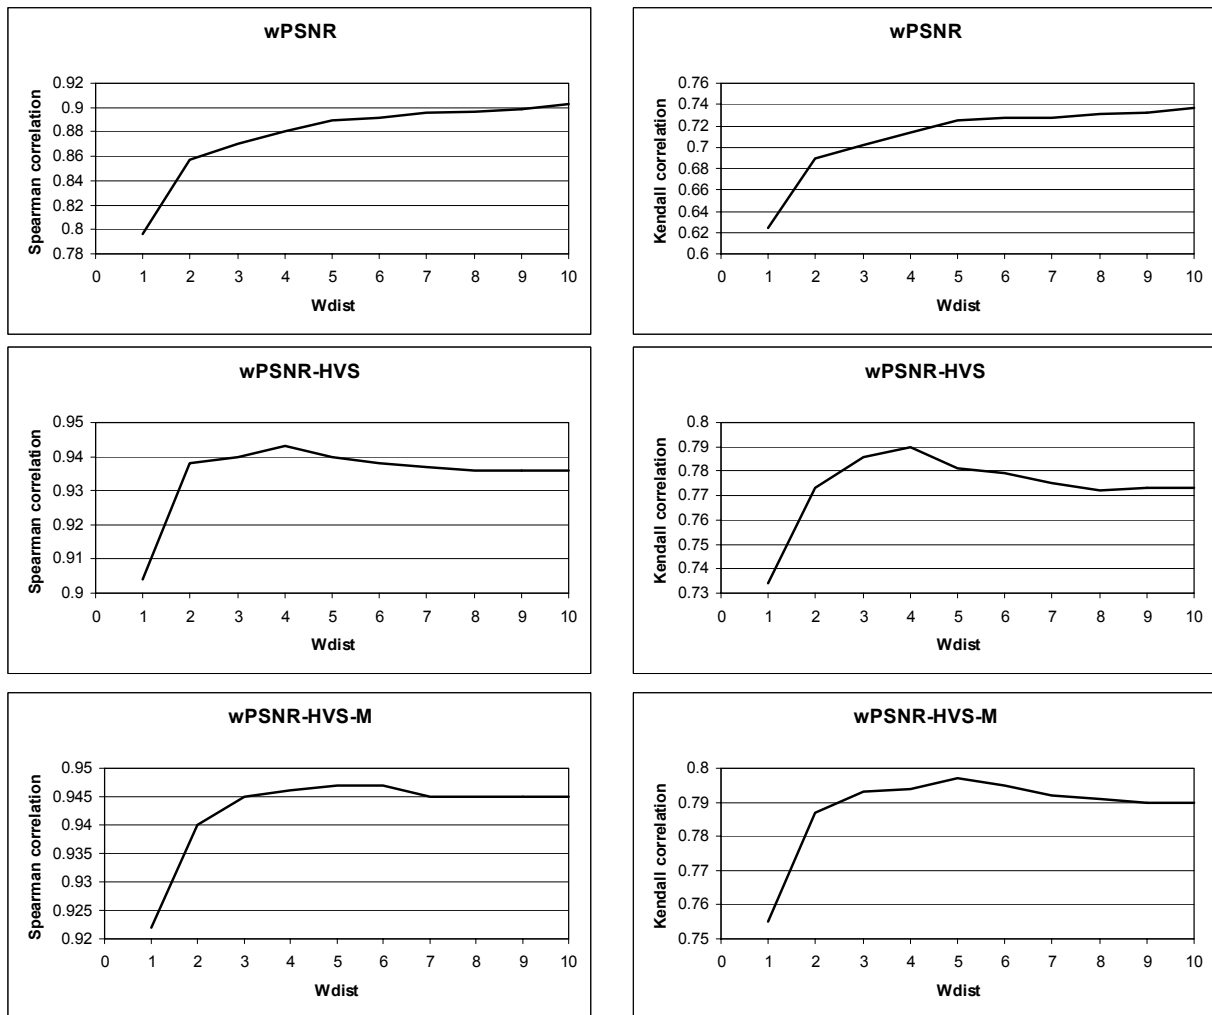 wPSNR
Spearman correlation
0.92
0.9
0.88
0.86
0.84
0.82
0.8
0.78
0 1 2 3 4 5 6 7 8 9 10
Wdist
wPSNR
Kendall correlation
0.76
0.74
0.72
0.7
0.68
0.66
0.64
0.62
0.6
0 1 2 3 4 5 6 7 8 9 10
Wdist
wPSNR-HVS
Spearman correlation
0.95
0.94
0.93
0.92
0.91
0.9
0 1 2 3 4 5 6 7 8 9 10
Wdist
wPSNR-HVS
Kendall correlation
0.8
0.79
0.78
0.77
0.76
0.75
0.74
0.73
0 1 2 3 4 5 6 7 8 9 10
Wdist
wPSNR-HVS-M
Spearman correlation
0.95
0.945
0.94
0.935
0.93
0.925
0.92
0 1 2 3 4 5 6 7 8 9 10
Wdist
wPSNR-HVS-M
Kendall correlation
0.8
0.79
0.78
0.77
0.76
0.75
0 1 2 3 4 5 6 7 8 9 10
Wdist